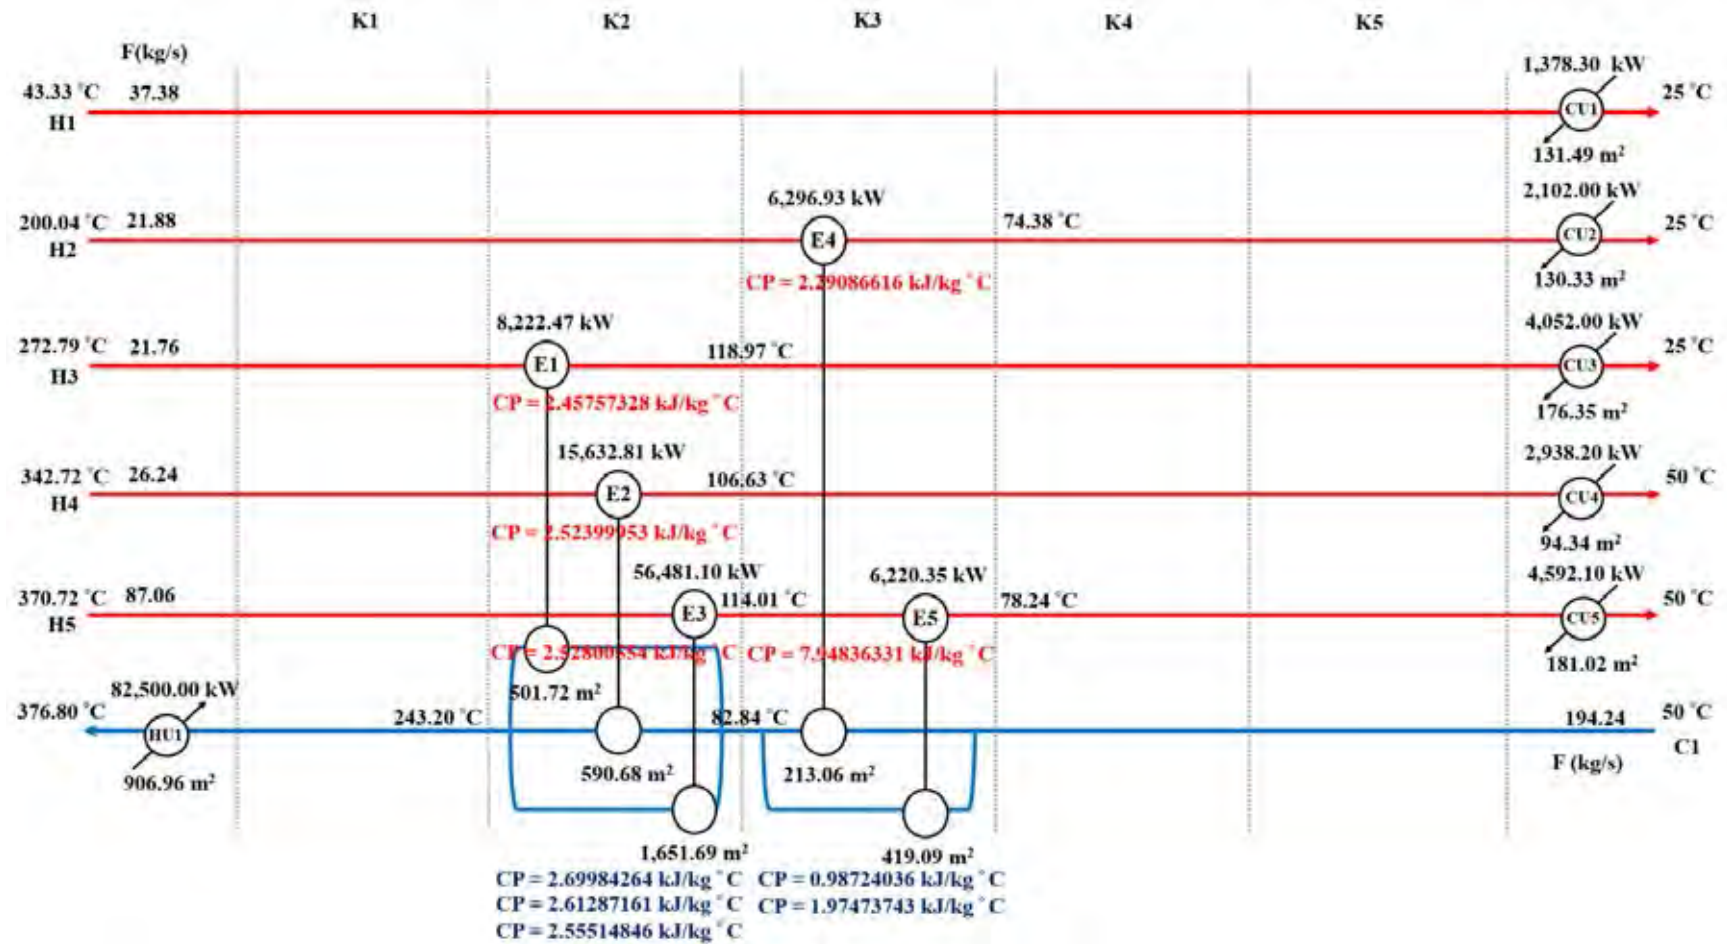 K1 K2 K3 K4 K5
F(kg/s)
43.33 °C 37.38
H1
1,378.30 kW
CU1
25 °C
131.49 m²
200.04 °C 21.88
H2
6,296.93 kW
E4
74.38 °C
CP = 2.29086616 kJ/kg °C
2,102.00 kW
CU2
25 °C
130.33 m²
272.79 °C 21.76
H3
8,222.47 kW
E1
118.97 °C
CP = 2.45757328 kJ/kg °C
4,052.00 kW
CU3
25 °C
176.35 m²
342.72 °C 26.24
H4
15,632.81 kW
E2
106.63 °C
CP = 2.52399953 kJ/kg °C
2,938.20 kW
CU4
50 °C
94.34 m²
370.72 °C 87.06
H5
56,481.10 kW
E3
114.01 °C
6,220.35 kW
E5
78.24 °C
CP = 7.94836331 kJ/kg °C
4,592.10 kW
CU5
50 °C
181.02 m²
501.72 m²
82,500.00 kW
376.80 °C
HU1
906.96 m²
243.20 °C
82.84 °C
590.68 m²
213.06 m²
194.24
50 °C
C1
F (kg/s)
1,651.69 m²
419.09 m²
CP = 2.69984264 kJ/kg °C
CP = 2.61287161 kJ/kg °C
CP = 2.55514846 kJ/kg °C
CP = 0.98724036 kJ/kg °C
CP = 1.97473743 kJ/kg °C